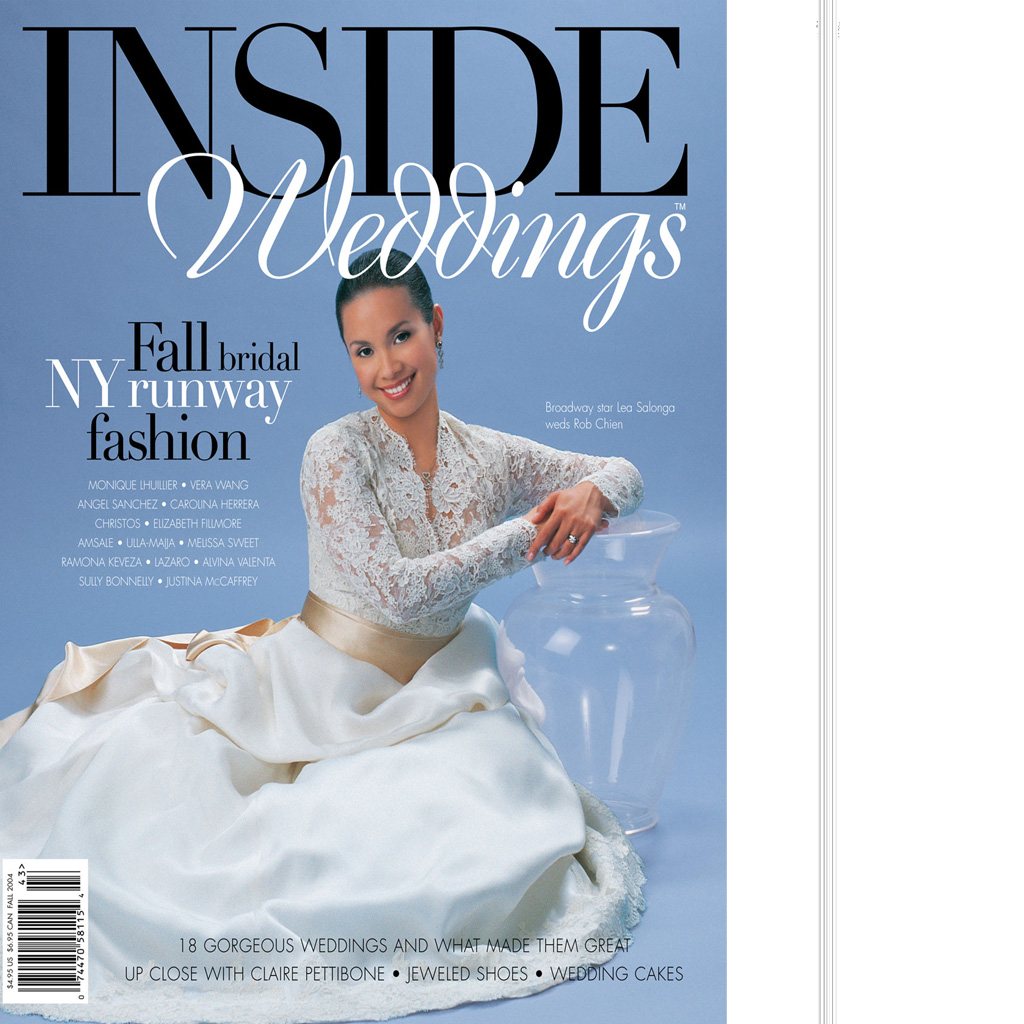 INSIDE
Weddings™
Fall bridal
NY runway
fashion
MONIQUE LHUILLIER • VERA WANG
ANGEL SANCHEZ • CAROLINA HERRERA
CHRISTOS • ELIZABETH FILLMORE
AMSALE • ULLA-MAIJA • MELISSA SWEET
RAMONA KEVEZA • LAZARO • ALVINA VALENTA
SULLY BONNELLY • JUSTINA McCAFFREY
Broadway star Lea Salonga
weds Rob Chien
18 GORGEOUS WEDDINGS AND WHAT MADE THEM GREAT
UP CLOSE WITH CLAIRE PETTIBONE • JEWELED SHOES • WEDDING CAKES
$4.95 US $6.95 CAN FALL 2004
43>
0 74470 58115 4